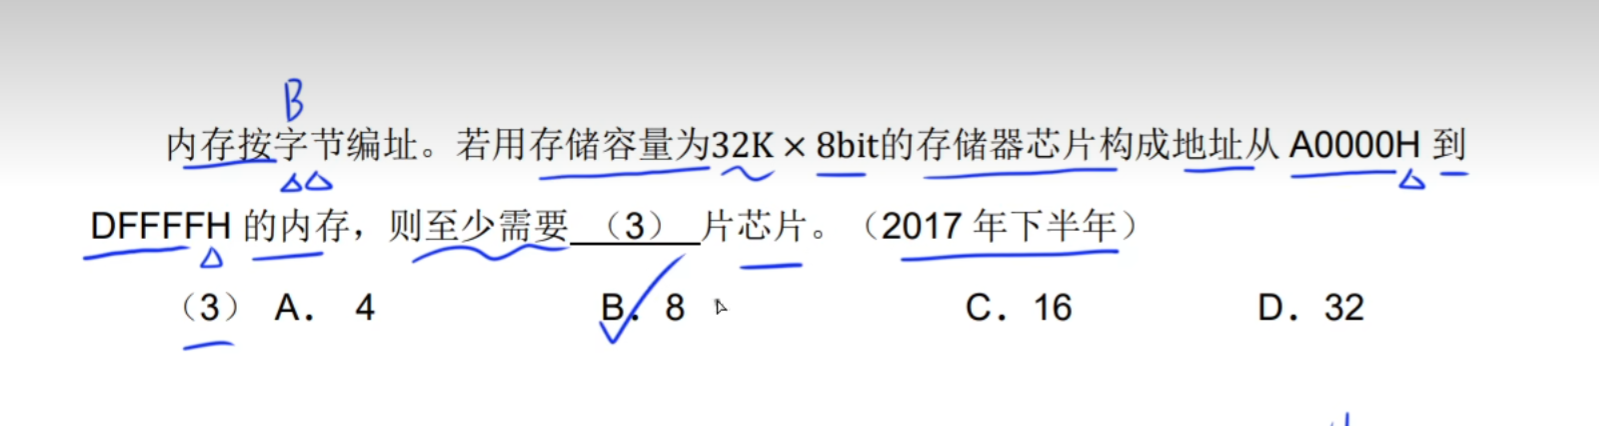 B
内存按字节编址。若用存储容量为32K × 8bit的存储器芯片构成地址从 A0000H 到
DFFFFH 的内存，则至少需要 （3） 片芯片。（2017 年下半年）
（3） A． 4 B．8 C．16 D．32